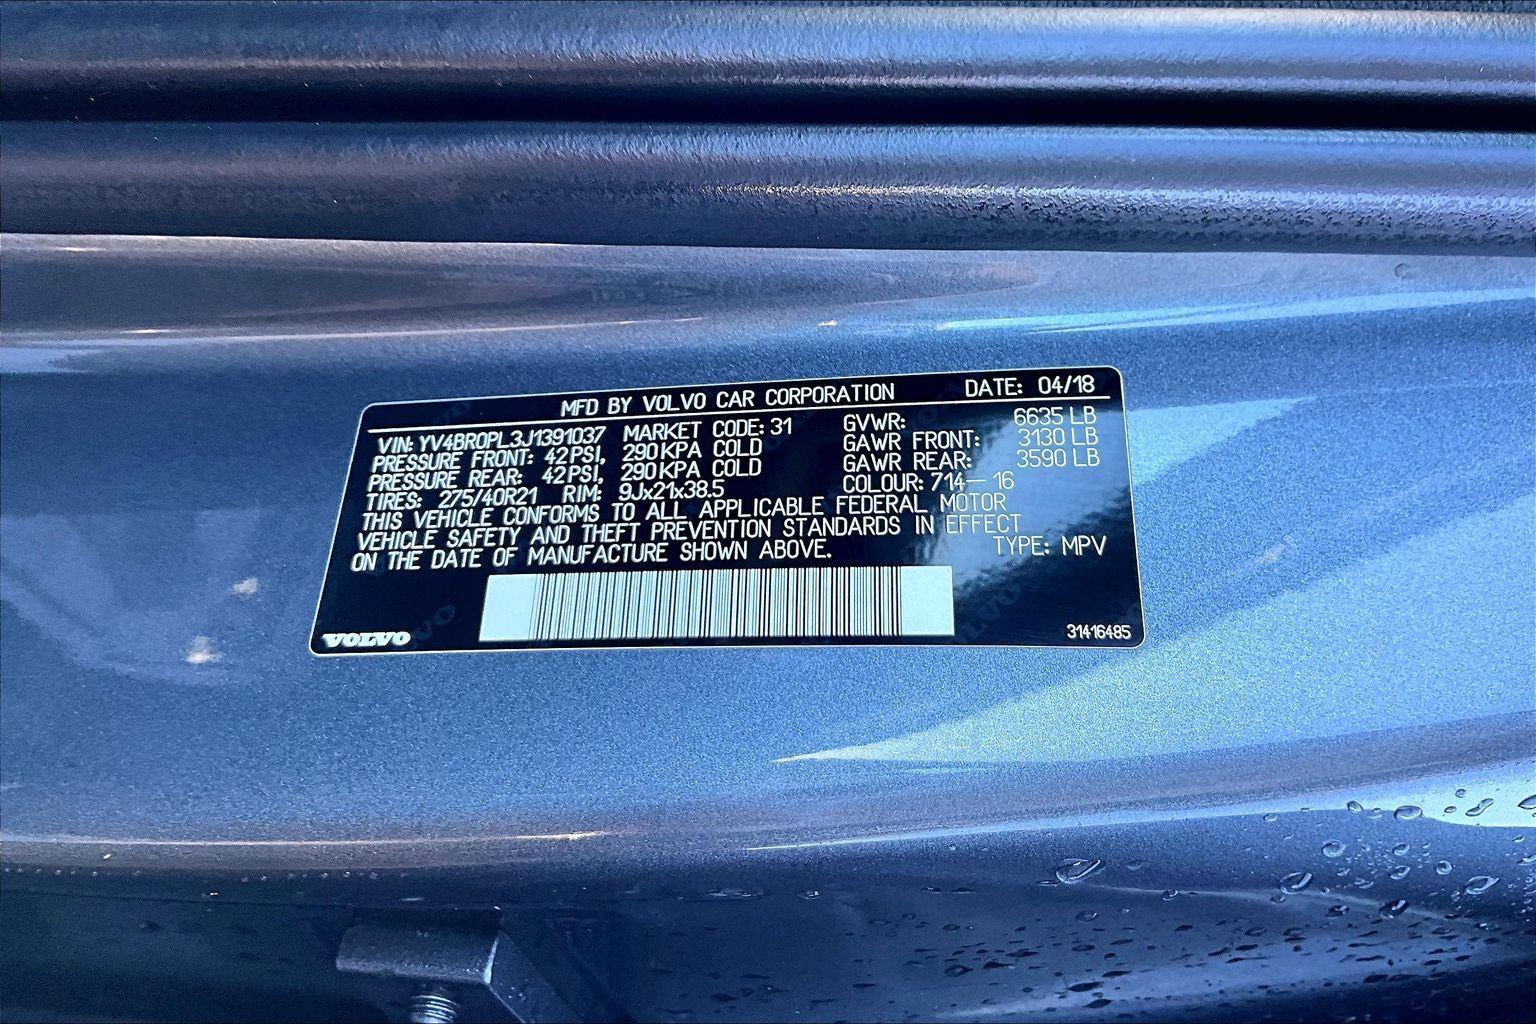 MFD BY VOLVO CAR CORPORATION DATE: 04/18
VIN: YV4BR0PL3J1391037 MARKET CODE: 31 GVWR: 6635 LB
PRESSURE FRONT: 42 PSI, 290 KPA COLD GAWR FRONT: 3130 LB
PRESSURE REAR: 42 PSI, 290 KPA COLD GAWR REAR: 3590 LB
TIRES: 275/40R21 RIM: 9Jx21x38.5 COLOUR: 714-16
THIS VEHICLE CONFORMS TO ALL APPLICABLE FEDERAL MOTOR
VEHICLE SAFETY AND THEFT PREVENTION STANDARDS IN EFFECT
ON THE DATE OF MANUFACTURE SHOWN ABOVE. TYPE: MPV
VOLVO 31416485